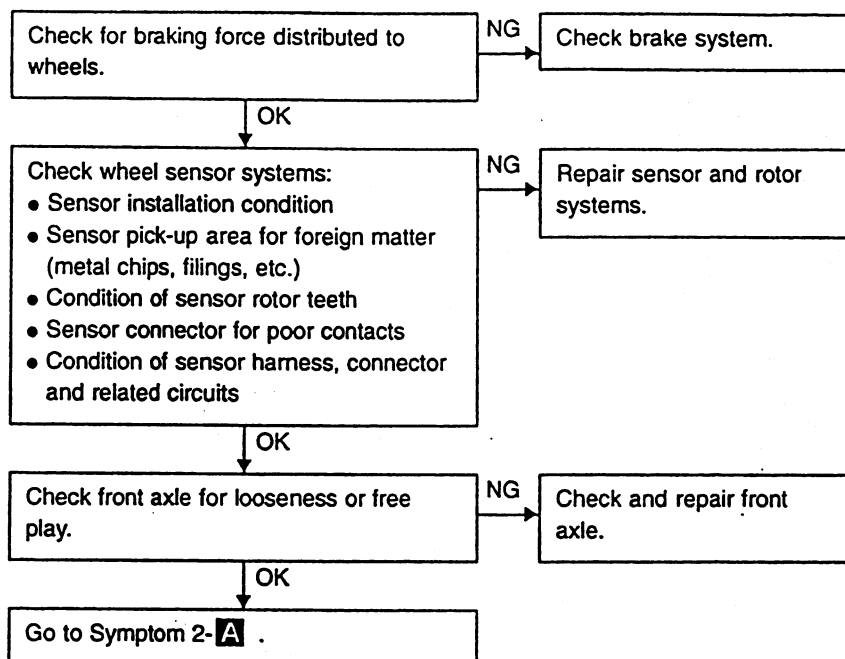 Check for braking force distributed to
wheels.
NG
Check brake system.
OK
Check wheel sensor systems:
• Sensor installation condition
• Sensor pick-up area for foreign matter
(metal chips, filings, etc.)
• Condition of sensor rotor teeth
• Sensor connector for poor contacts
• Condition of sensor harness, connector
and related circuits
NG
Repair sensor and rotor
systems.
OK
Check front axle for looseness or free
play.
NG
Check and repair front
axle.
OK
Go to Symptom 2-A .